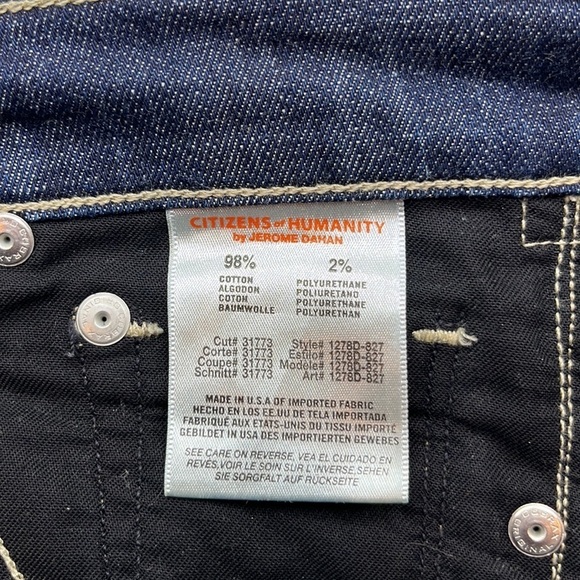 CITIZENS of HUMANITY
by JEROME DAHAN
98% 2%
COTTON POLYURETHANE
ALGODON POLIURETANO
COTON POLYURETHANE
BAUMWOLLE POLYURETHAN
Cut# 31773 Style# 1278D-827
Corte# 31773 Estilo# 1278D-827
Coupe# 31773 Modèle# 1278D-827
Schnitt# 31773 Art# 1278D-827
MADE IN U.S.A OF IMPORTED FABRIC
HECHO EN LOS EE.UU DE TELA IMPORTADA
FABRIQUÉ AUX ETATS-UNIS DU TISSU IMPORTÉ
GEBILDET IN USA DES IMPORTIERTEN GEWEBES
SEE CARE ON REVERSE, VEA EL CUIDADO EN
REVÉS,VOIR LE SOIN SUR L'INVERSE,SEHEN
SIE SORGFALT AUF RÜCKSEITE
ORIGINAL